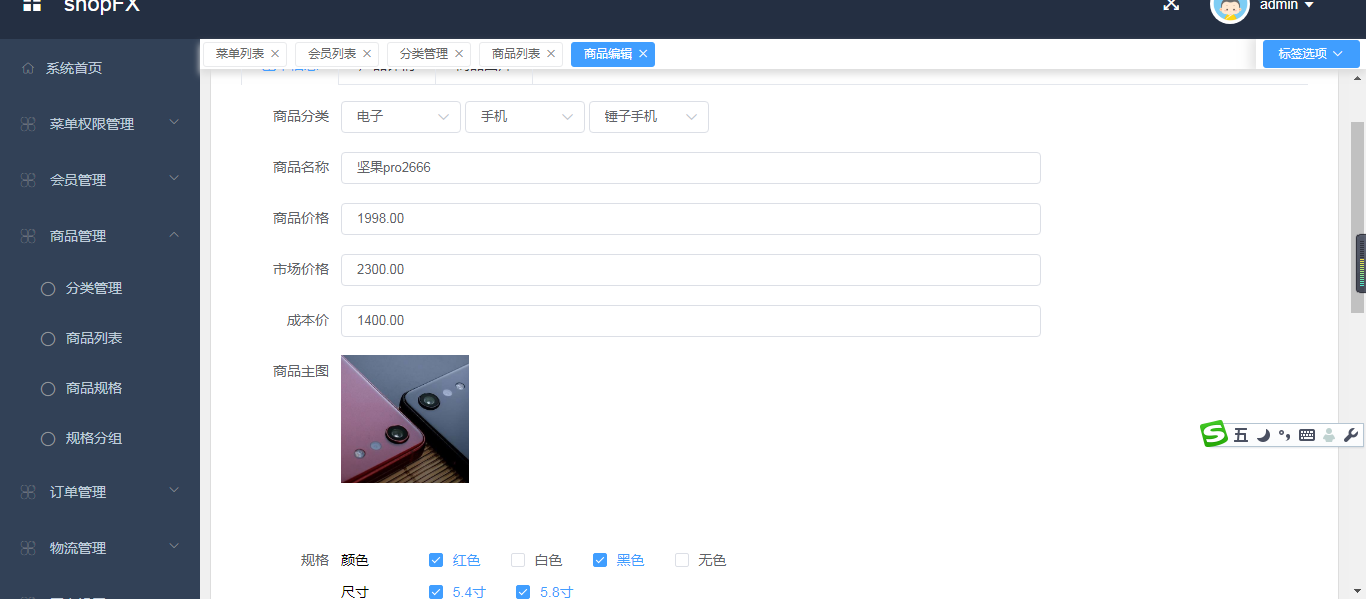 shopFX
admin
系统首页
菜单权限管理
会员管理
商品管理
分类管理
商品列表
商品规格
规格分组
订单管理
物流管理
菜单列表 会员列表 分类管理 商品列表 商品编辑 标签选项
商品分类 电子 手机 锤子手机
商品名称 坚果pro2666
商品价格 1998.00
市场价格 2300.00
成本价 1400.00
商品主图
规格 颜色 红色 白色 黑色 无色
尺寸 5.4寸 5.8寸
S 五